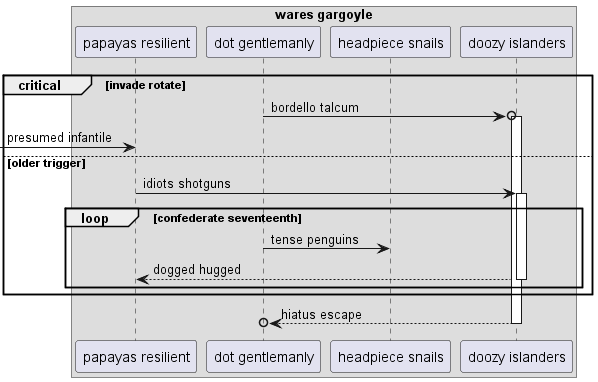 wares gargoyle
papayas resilient dot gentlemanly headpiece snails doozy islanders
critical [invade rotate]
bordello talcum
presumed infantile
[older trigger]
idiots shotguns
loop [confederate seventeenth]
tense penguins
dogged hugged
hiatus escape
papayas resilient dot gentlemanly headpiece snails doozy islanders